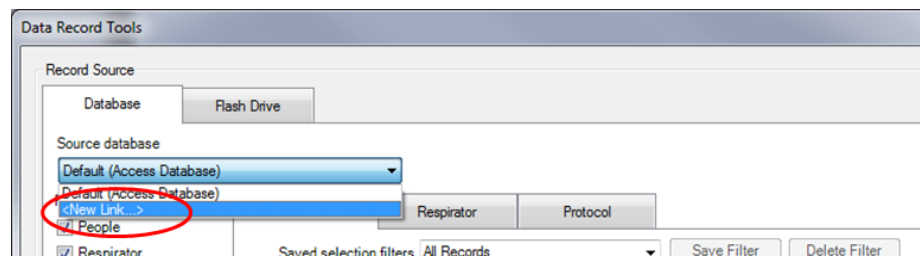 Data Record Tools
Record Source
Database Flash Drive
Source database
Default (Access Database)
Default (Access Database)
<New Link...>
Respirator Protocol
People
Respirator
Saved selection filters All Records Save Filter Delete Filter